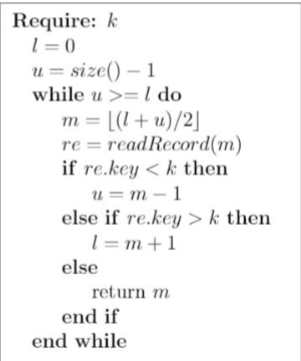 Require: k
l = 0
u = size() − 1
while u >= l do
m = ⌊(l + u)/2⌋
re = readRecord(m)
if re.key < k then
u = m − 1
else if re.key > k then
l = m + 1
else
return m
end if
end while